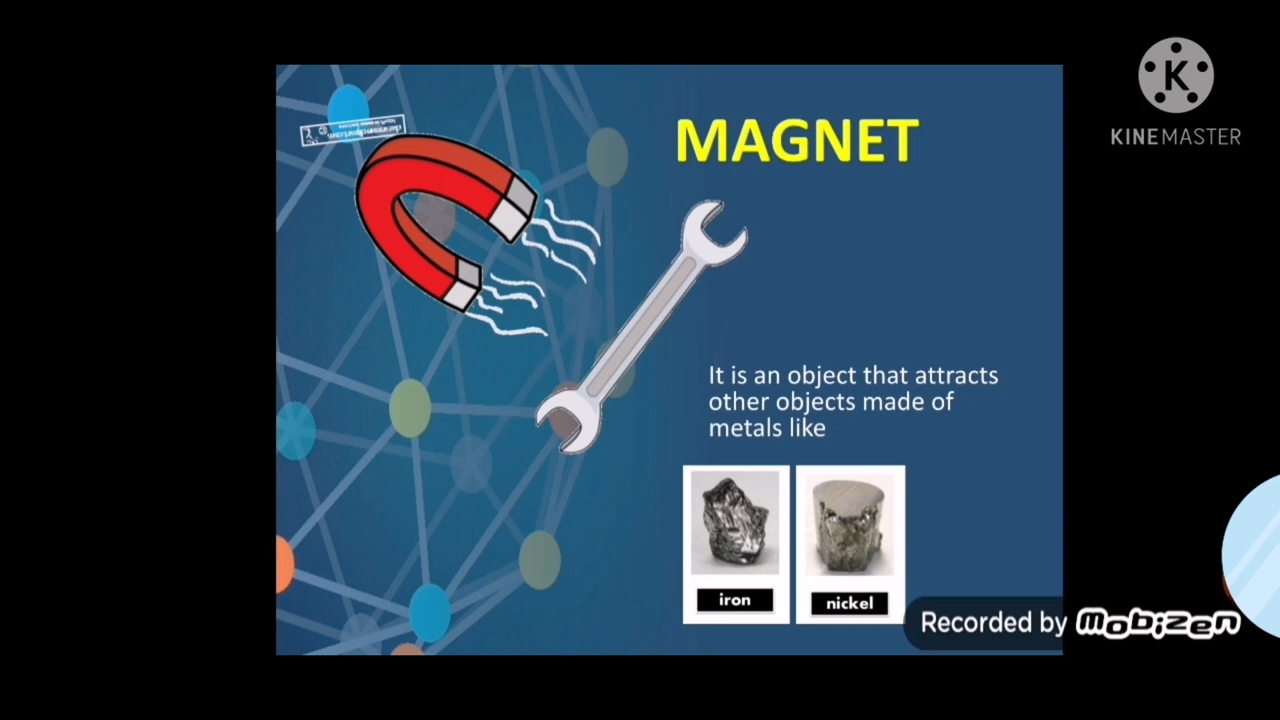 KINEMASTER
MAGNET
It is an object that attracts
other objects made of
metals like
iron
nickel
Recorded by Mobizen